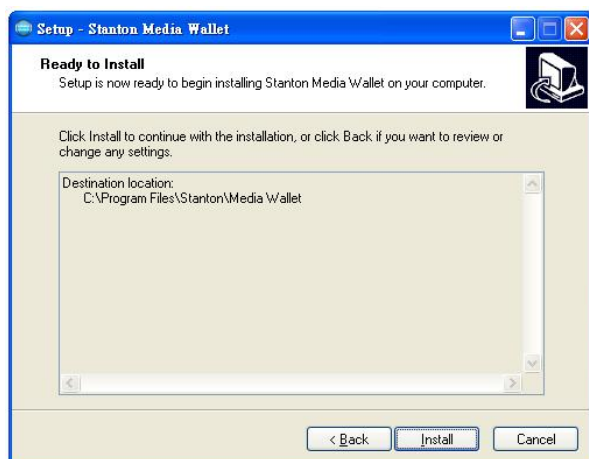 Setup - Stanton Media Wallet
Ready to Install
Setup is now ready to begin installing Stanton Media Wallet on your computer.
Click Install to continue with the installation, or click Back if you want to review or
change any settings.
Destination location:
C:\Program Files\Stanton\Media Wallet
< Back
Install
Cancel